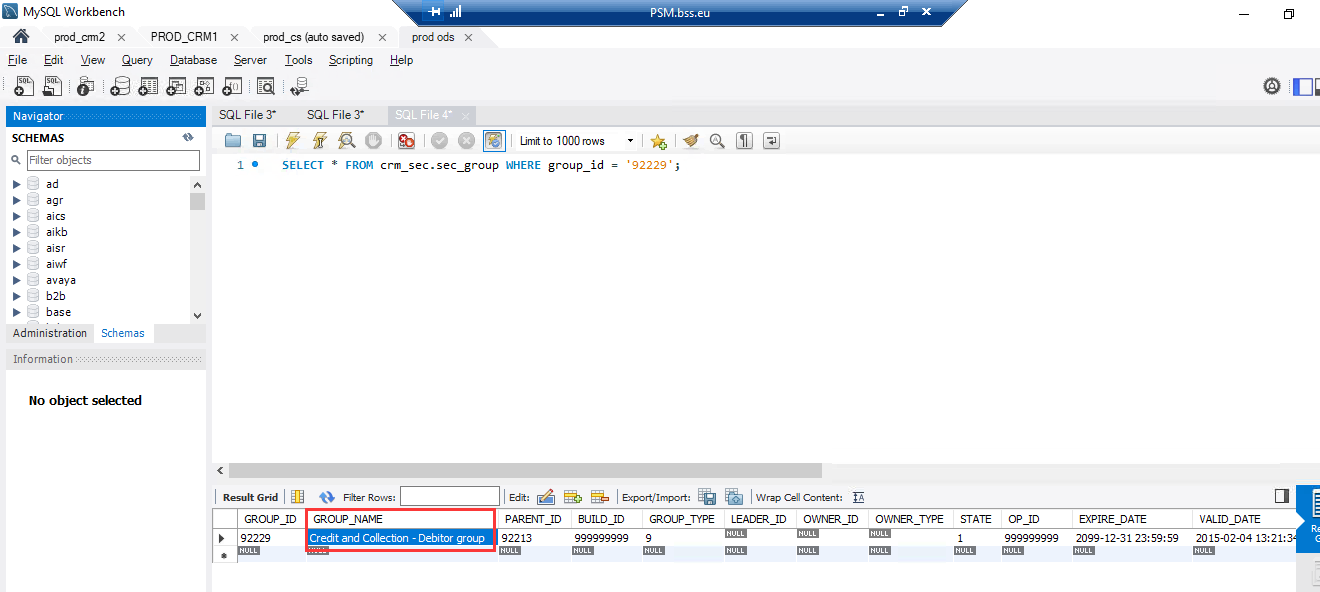 MySQL Workbench
PSM.bss.eu
prod_crm2 PROD_CRM1 prod_cs (auto saved) prod ods
File Edit View Query Database Server Tools Scripting Help
Navigator
SQL File 3* SQL File 3* SQL File 4*
SCHEMAS
Limit to 1000 rows
Filter objects
1 SELECT * FROM crm_sec.sec_group WHERE group_id = '92229';
ad
agr
aics
aikb
aisr
aiwf
avaya
b2b
base
Administration Schemas
Information
No object selected
Result Grid Filter Rows: Edit: Export/Import: Wrap Cell Content:
GROUP_ID GROUP_NAME PARENT_ID BUILD_ID GROUP_TYPE LEADER_ID OWNER_ID OWNER_TYPE STATE OP_ID EXPIRE_DATE VALID_DATE
92229 Credit and Collection - Debitor group 92213 999999999 9 NULL NULL NULL 1 999999999 2099-12-31 23:59:59 2015-02-04 13:21:34
NULL NULL NULL NULL NULL NULL NULL NULL NULL NULL NULL NULL